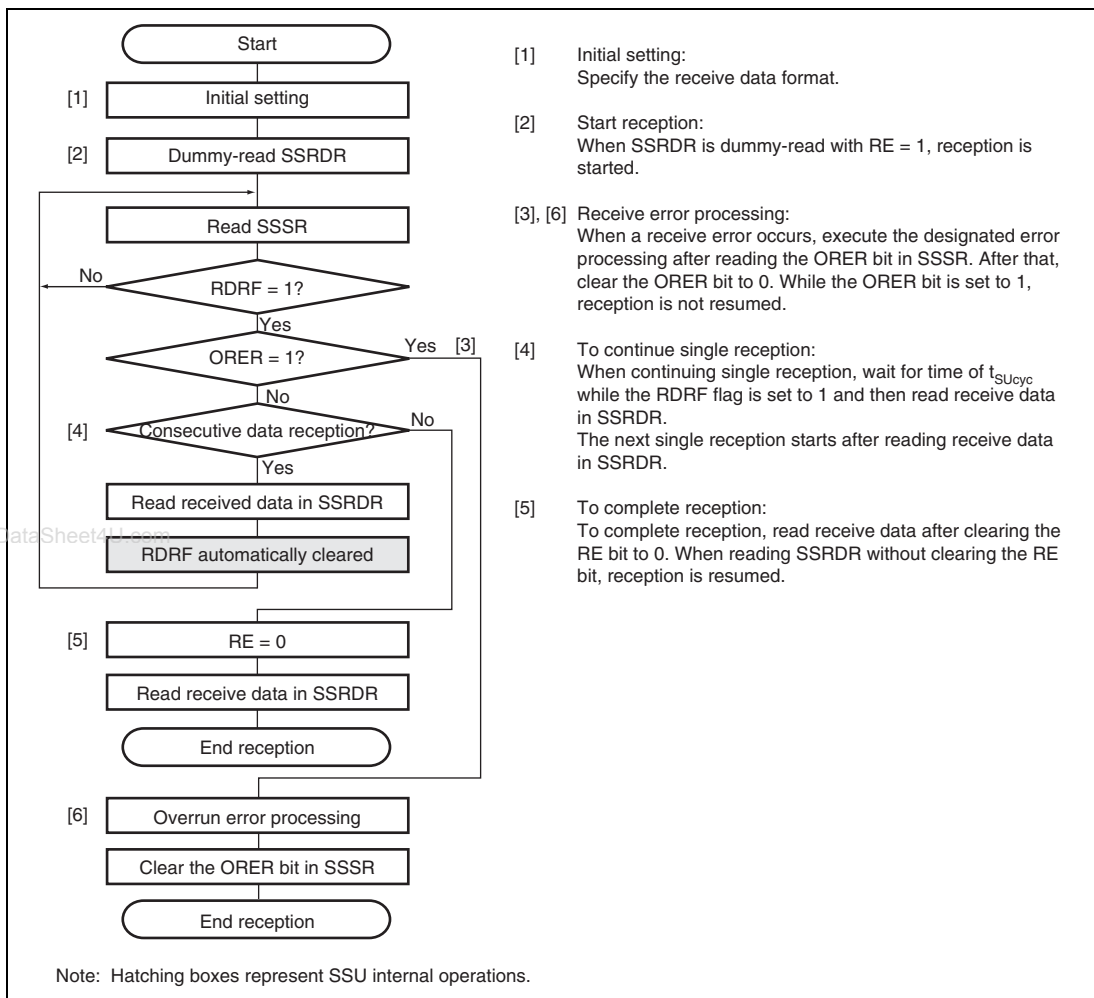 Start
[1] Initial setting
[2] Dummy-read SSRDR
Read SSSR
No
RDRF = 1?
Yes
ORER = 1?
Yes [3]
No
[4] Consecutive data reception?
No
Yes
Read received data in SSRDR
DataSheet4U.com
RDRF automatically cleared
[5] RE = 0
Read receive data in SSRDR
End reception
[6] Overrun error processing
Clear the ORER bit in SSSR
End reception
[1] Initial setting:
Specify the receive data format.
[2] Start reception:
When SSRDR is dummy-read with RE = 1, reception is
started.
[3], [6] Receive error processing:
When a receive error occurs, execute the designated error
processing after reading the ORER bit in SSSR. After that,
clear the ORER bit to 0. While the ORER bit is set to 1,
reception is not resumed.
[4] To continue single reception:
When continuing single reception, wait for time of tSUcyc
while the RDRF flag is set to 1 and then read receive data
in SSRDR.
The next single reception starts after reading receive data
in SSRDR.
[5] To complete reception:
To complete reception, read receive data after clearing the
RE bit to 0. When reading SSRDR without clearing the RE
bit, reception is resumed.
Note: Hatching boxes represent SSU internal operations.